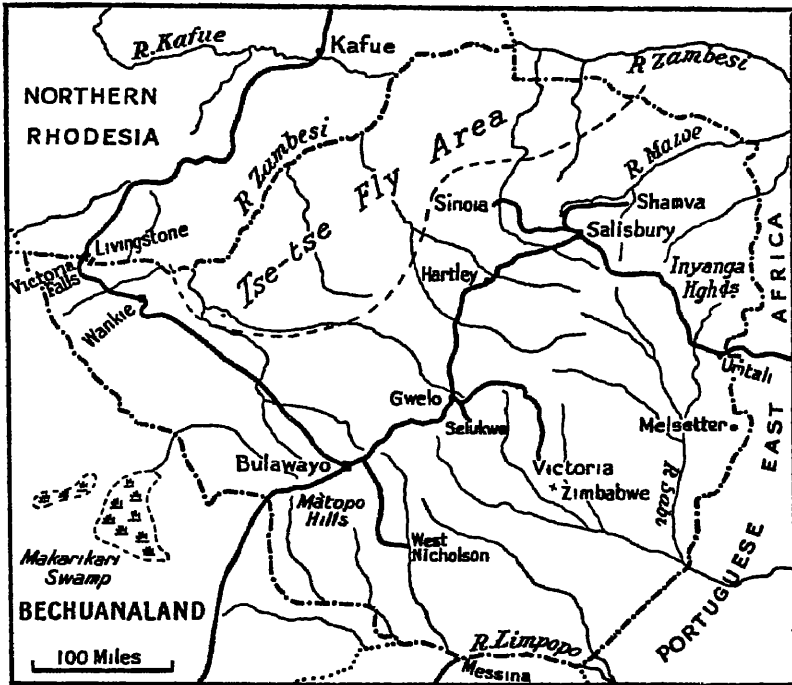 R. Kafue
Kafue
NORTHERN
RHODESIA
R Zambesi
R Zambesi
Tse-tse Fly Area
R Mazoe
Sinoia
Shamva
Salisbury
Livingstone
Victoria
Falls
Wankie
Hartley
Inyanga
Hghds
Umtali
Gwelo
Selukwe
Melsetter
Bulawayo
Victoria
Zimbabwe
R Sabi
Matopo
Hills
West
Nicholson
Makarikari
Swamp
BECHUANALAND
PORTUGUESE EAST AFRICA
R. Limpopo
Messina
100 Miles